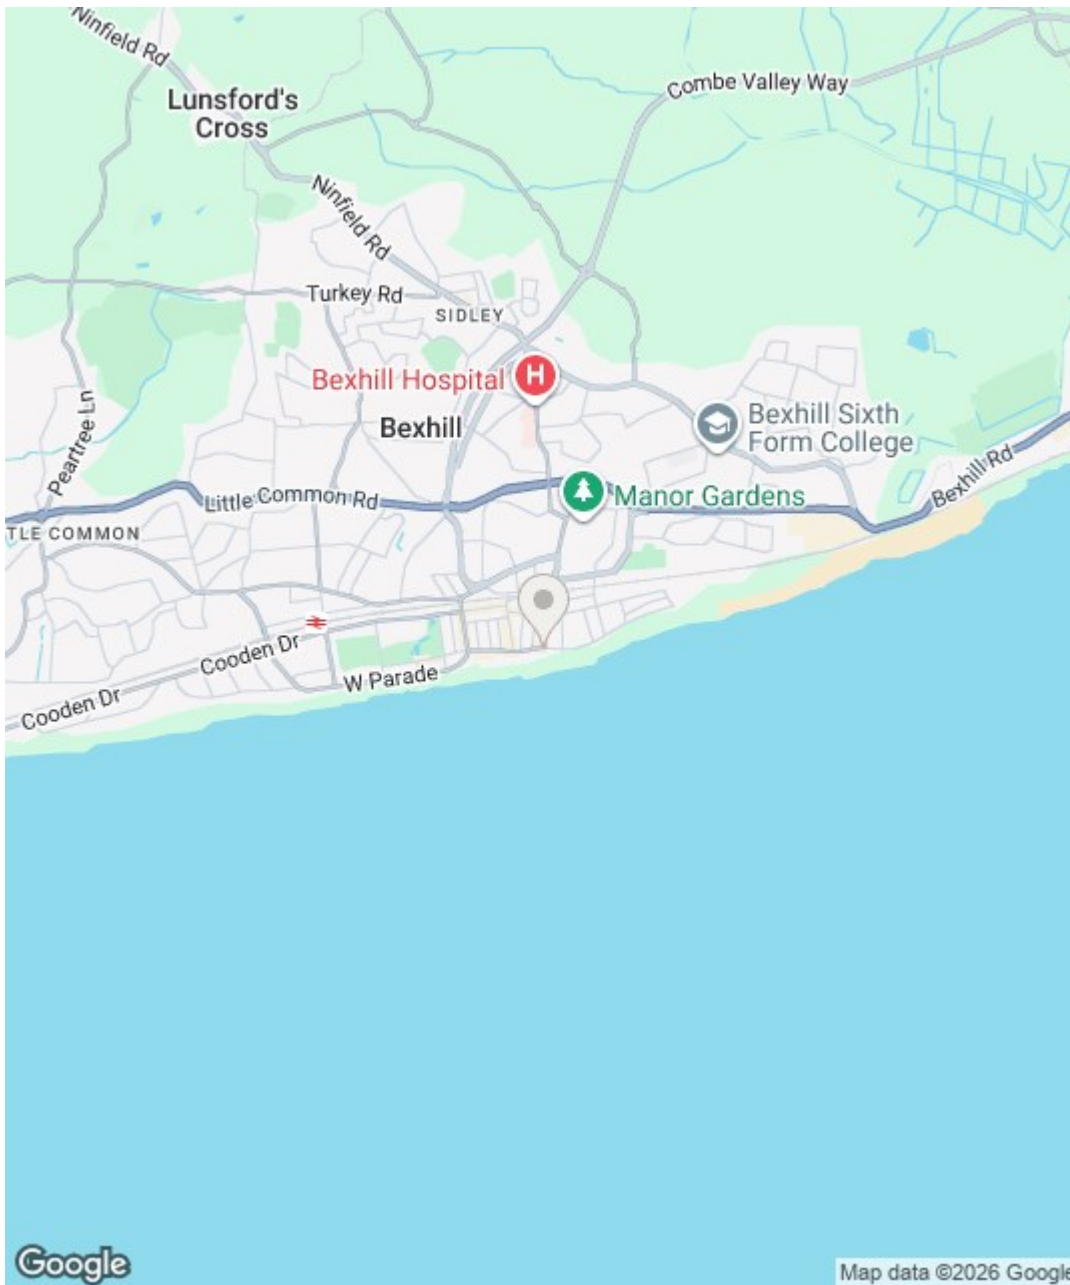 Ninfield Rd
Lunsford's
Cross
Combe Valley Way
Ninfield Rd
Turkey Rd
SIDLEY
Bexhill Hospital
H
Bexhill
Bexhill Sixth
Form College
Peartree Ln
Little Common Rd
Manor Gardens
Bexhill Rd
TLE COMMON
Cooden Dr
W Parade
Cooden Dr
Google
Map data ©2026 Google